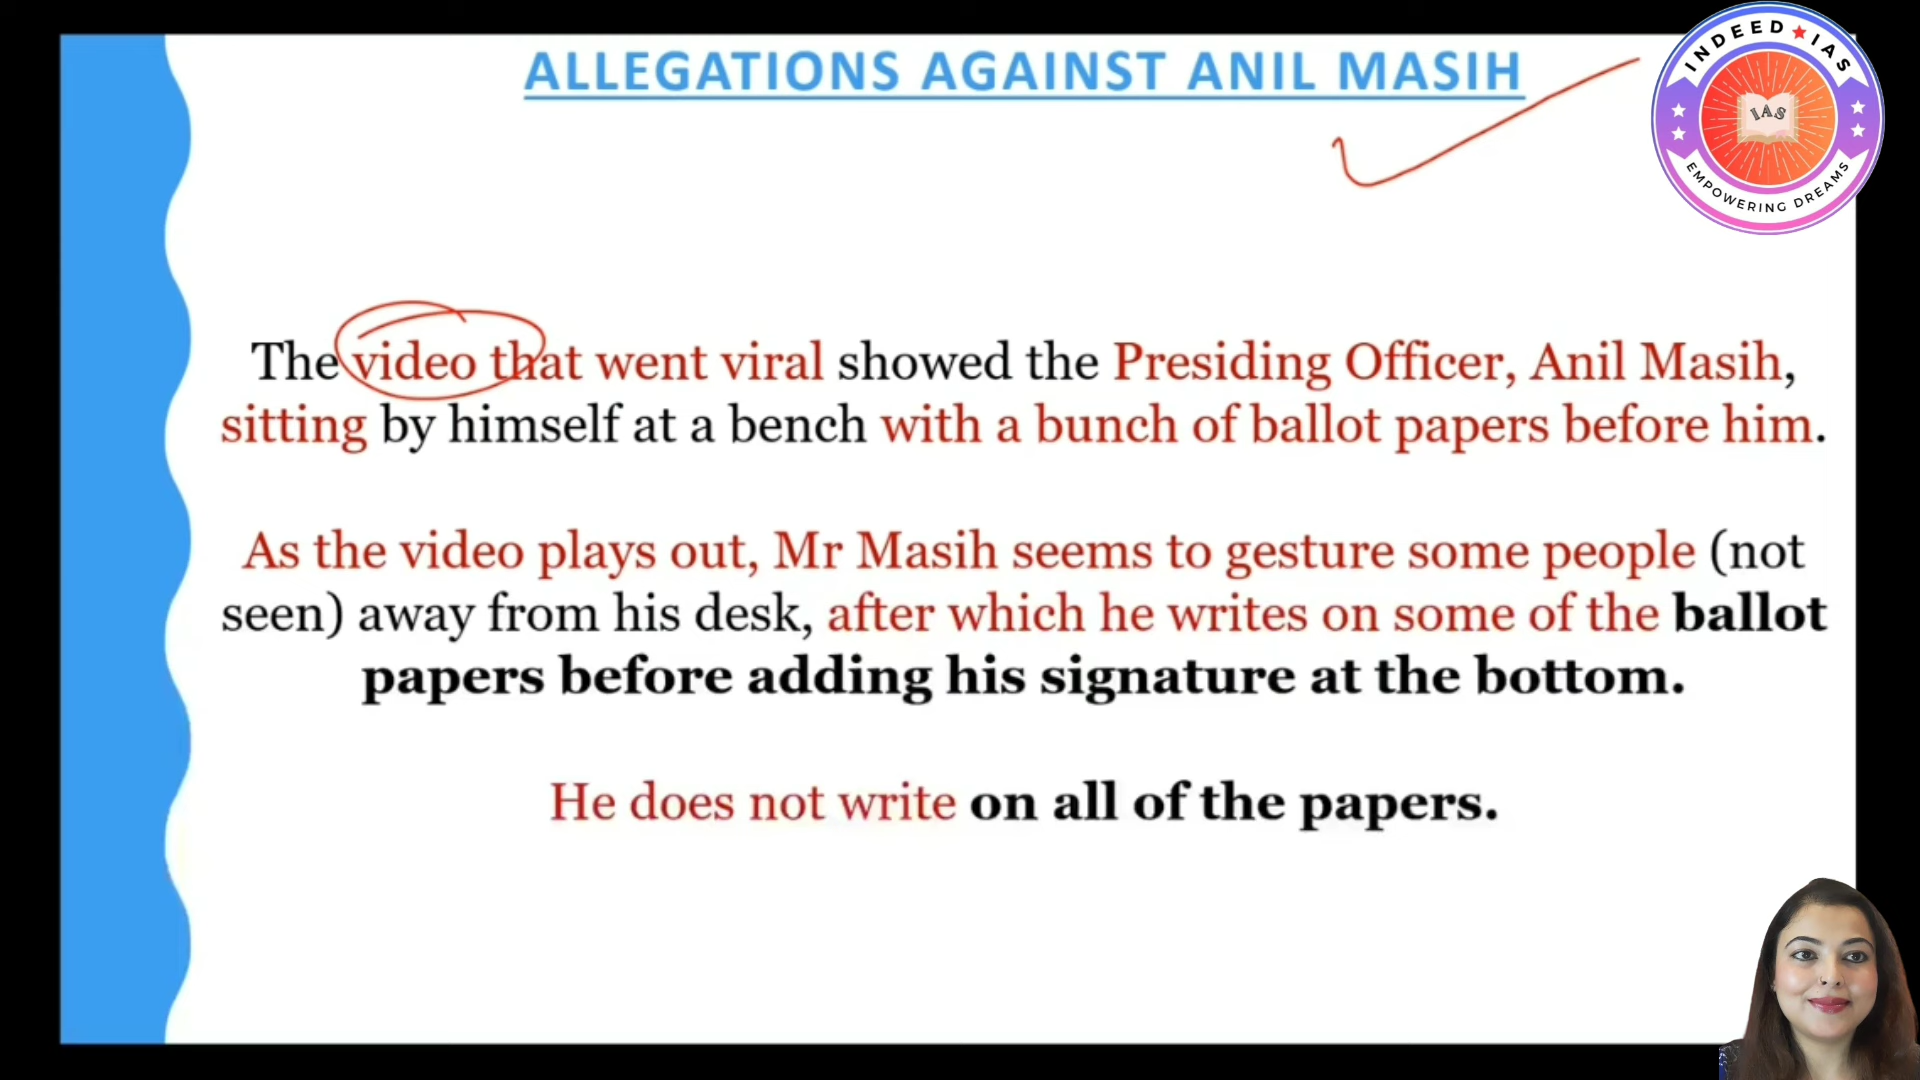 ALLEGATIONS AGAINST ANIL MASIH
INDEED IAS
IAS
EMPOWERING DREAMS
The video that went viral showed the Presiding Officer, Anil Masih,
sitting by himself at a bench with a bunch of ballot papers before him.
As the video plays out, Mr Masih seems to gesture some people (not
seen) away from his desk, after which he writes on some of the ballot
papers before adding his signature at the bottom.
He does not write on all of the papers.